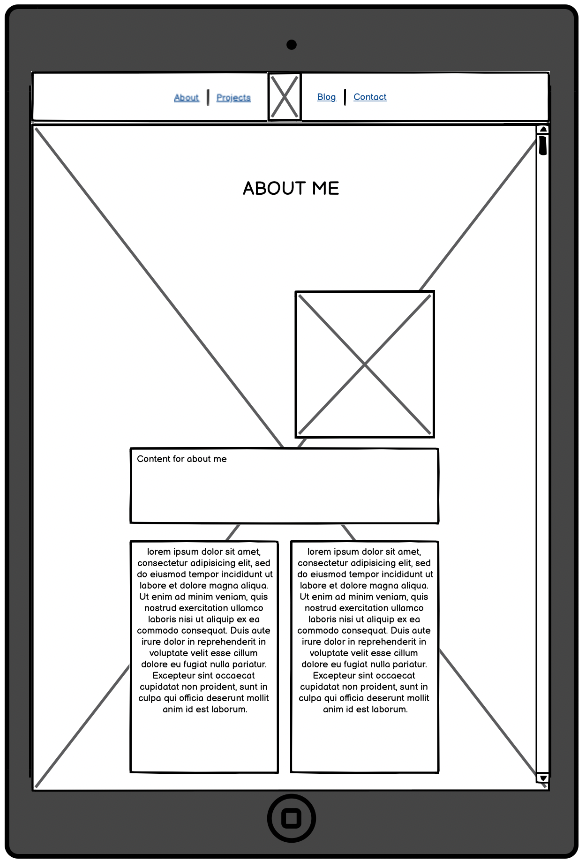 About | Projects
Blog | Contact
ABOUT ME
Content for about me
lorem ipsum dolor sit amet,
consectetur adipisicing elit, sed
do eiusmod tempor incididunt ut
labore et dolore magna aliqua.
Ut enim ad minim veniam, quis
nostrud exercitation ullamco
laboris nisi ut aliquip ex ea
commodo consequat. Duis aute
irure dolor in reprehenderit in
voluptate velit esse cillum
dolore eu fugiat nulla pariatur.
Excepteur sint occaecat
cupidatat non proident, sunt in
culpa qui officia deserunt mollit
anim id est laborum.
lorem ipsum dolor sit amet,
consectetur adipisicing elit, sed
do eiusmod tempor incididunt ut
labore et dolore magna aliqua.
Ut enim ad minim veniam, quis
nostrud exercitation ullamco
laboris nisi ut aliquip ex ea
commodo consequat. Duis aute
irure dolor in reprehenderit in
voluptate velit esse cillum
dolore eu fugiat nulla pariatur.
Excepteur sint occaecat
cupidatat non proident, sunt in
culpa qui officia deserunt mollit
anim id est laborum.